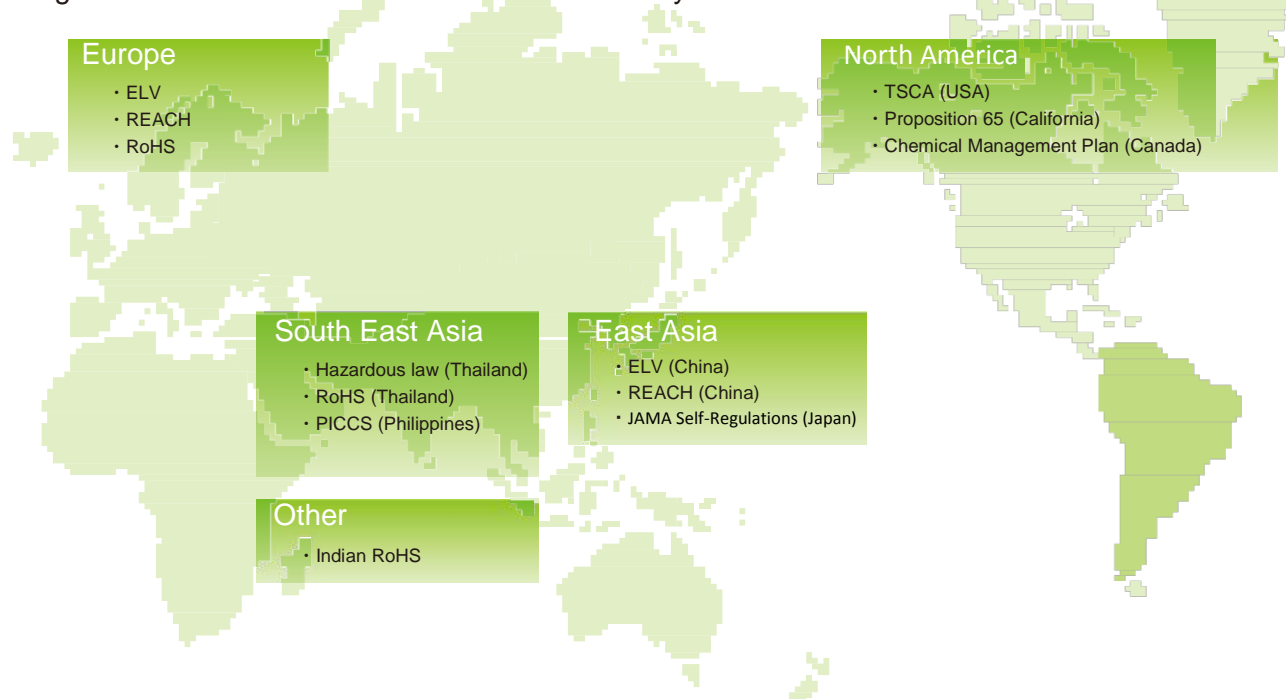 Europe
・ELV
・REACH
・RoHS
North America
・TSCA (USA)
・Proposition 65 (California)
・Chemical Management Plan (Canada)
South East Asia
・Hazardous law (Thailand)
・RoHS (Thailand)
・PICCS (Philippines)
East Asia
・ELV (China)
・REACH (China)
・JAMA Self-Regulations (Japan)
Other
・Indian RoHS